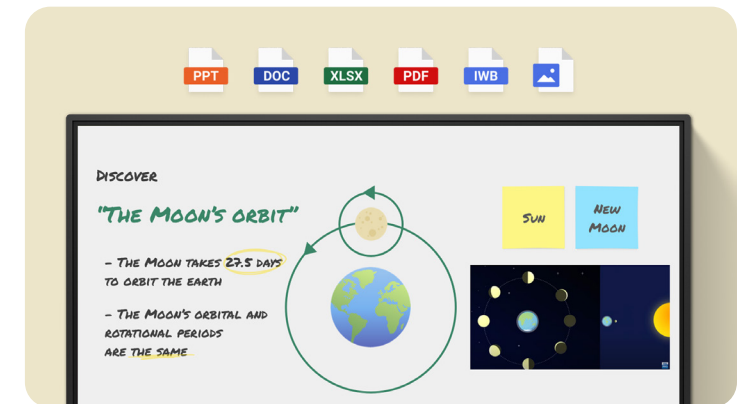 PPT
DOC
XLSX
PDF
IWB
DISCOVER
"THE MOON'S ORBIT"
- THE MOON TAKES 27.5 DAYS
TO ORBIT THE EARTH
- THE MOON'S ORBITAL AND
ROTATIONAL PERIODS
ARE THE SAME
SUN
NEW
MOON